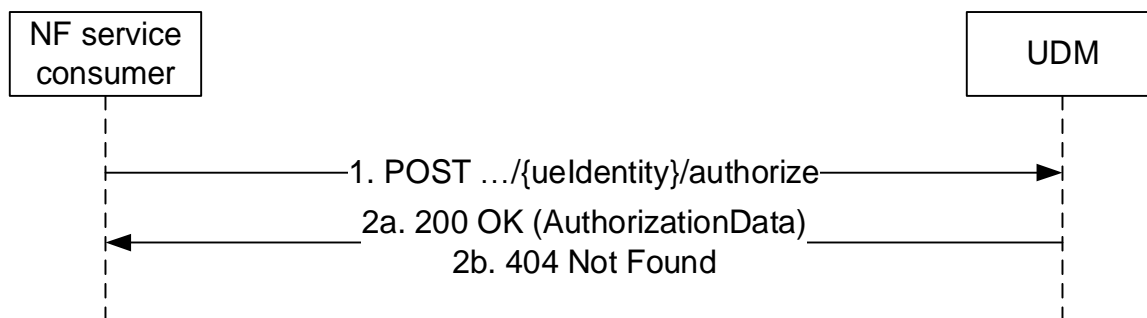 NF service
consumer
UDM
1. POST …/{ueIdentity}/authorize
2a. 200 OK (AuthorizationData)
2b. 404 Not Found